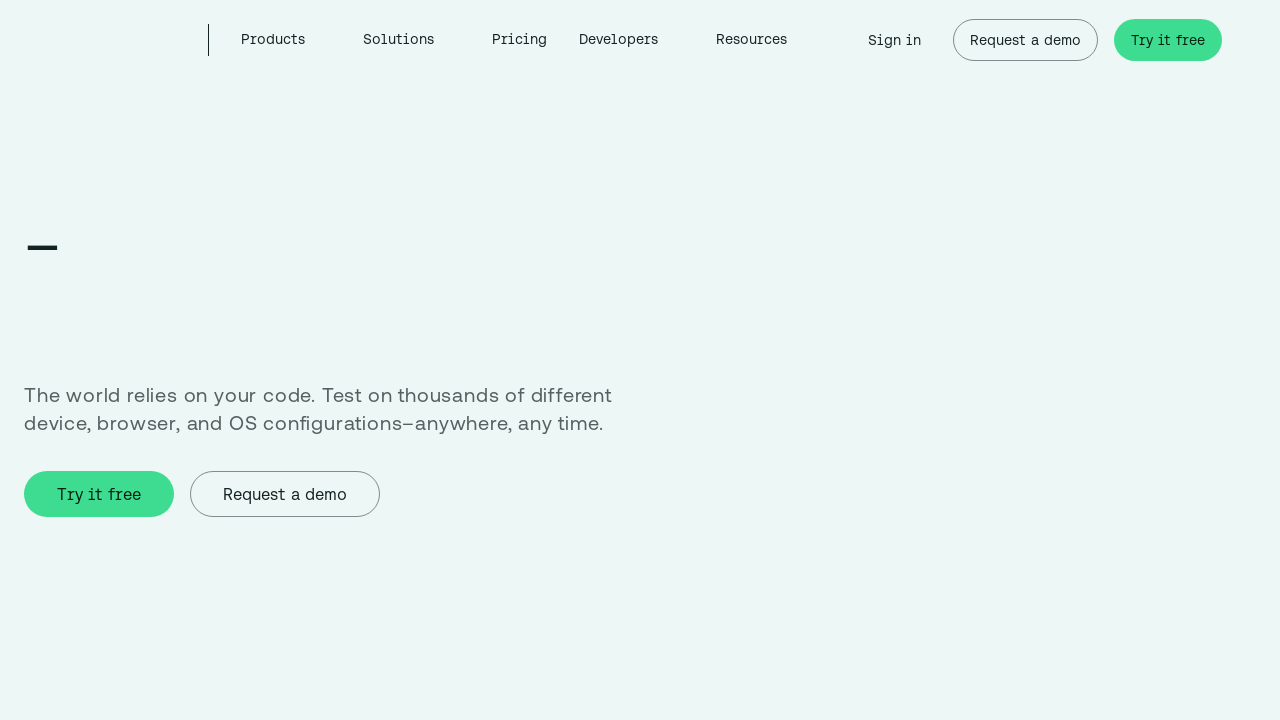 Products
Solutions
Pricing
Developers
Resources
Sign in
Request a demo
Try it free
_
The world relies on your code. Test on thousands of different
device, browser, and OS configurations–anywhere, any time.
Try it free
Request a demo